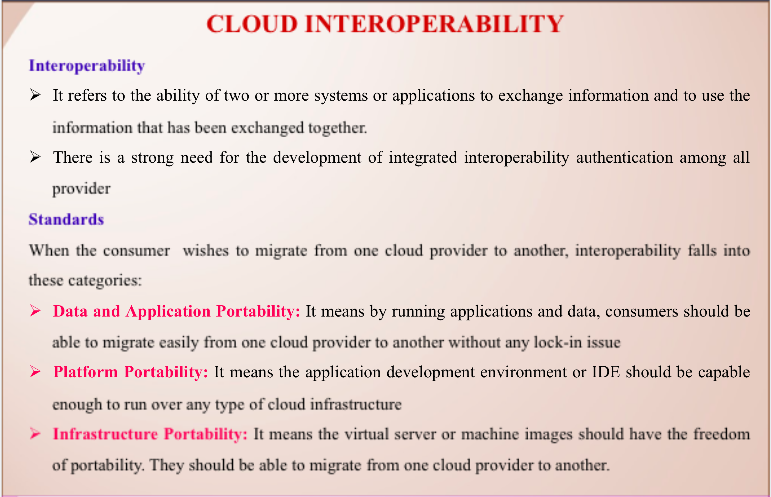 CLOUD INTEROPERABILITY
Interoperability
➢ It refers to the ability of two or more systems or applications to exchange information and to use the
information that has been exchanged together.
➢ There is a strong need for the development of integrated interoperability authentication among all
provider
Standards
When the consumer wishes to migrate from one cloud provider to another, interoperability falls into
these categories:
➢ Data and Application Portability: It means by running applications and data, consumers should be
able to migrate easily from one cloud provider to another without any lock-in issue
➢ Platform Portability: It means the application development environment or IDE should be capable
enough to run over any type of cloud infrastructure
➢ Infrastructure Portability: It means the virtual server or machine images should have the freedom
of portability. They should be able to migrate from one cloud provider to another.